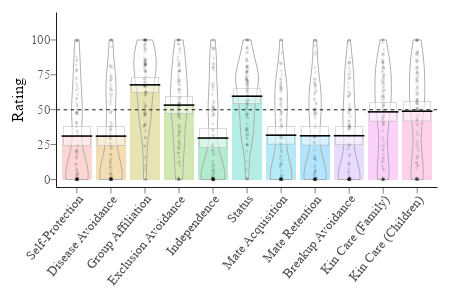 100
75
50
25
0
Rating
Self-Protection
Disease Avoidance
Group Affiliation
Exclusion Avoidance
Independence
Status
Mate Acquisition
Mate Retention
Breakup Avoidance
Kin Care (Family)
Kin Care (Children)